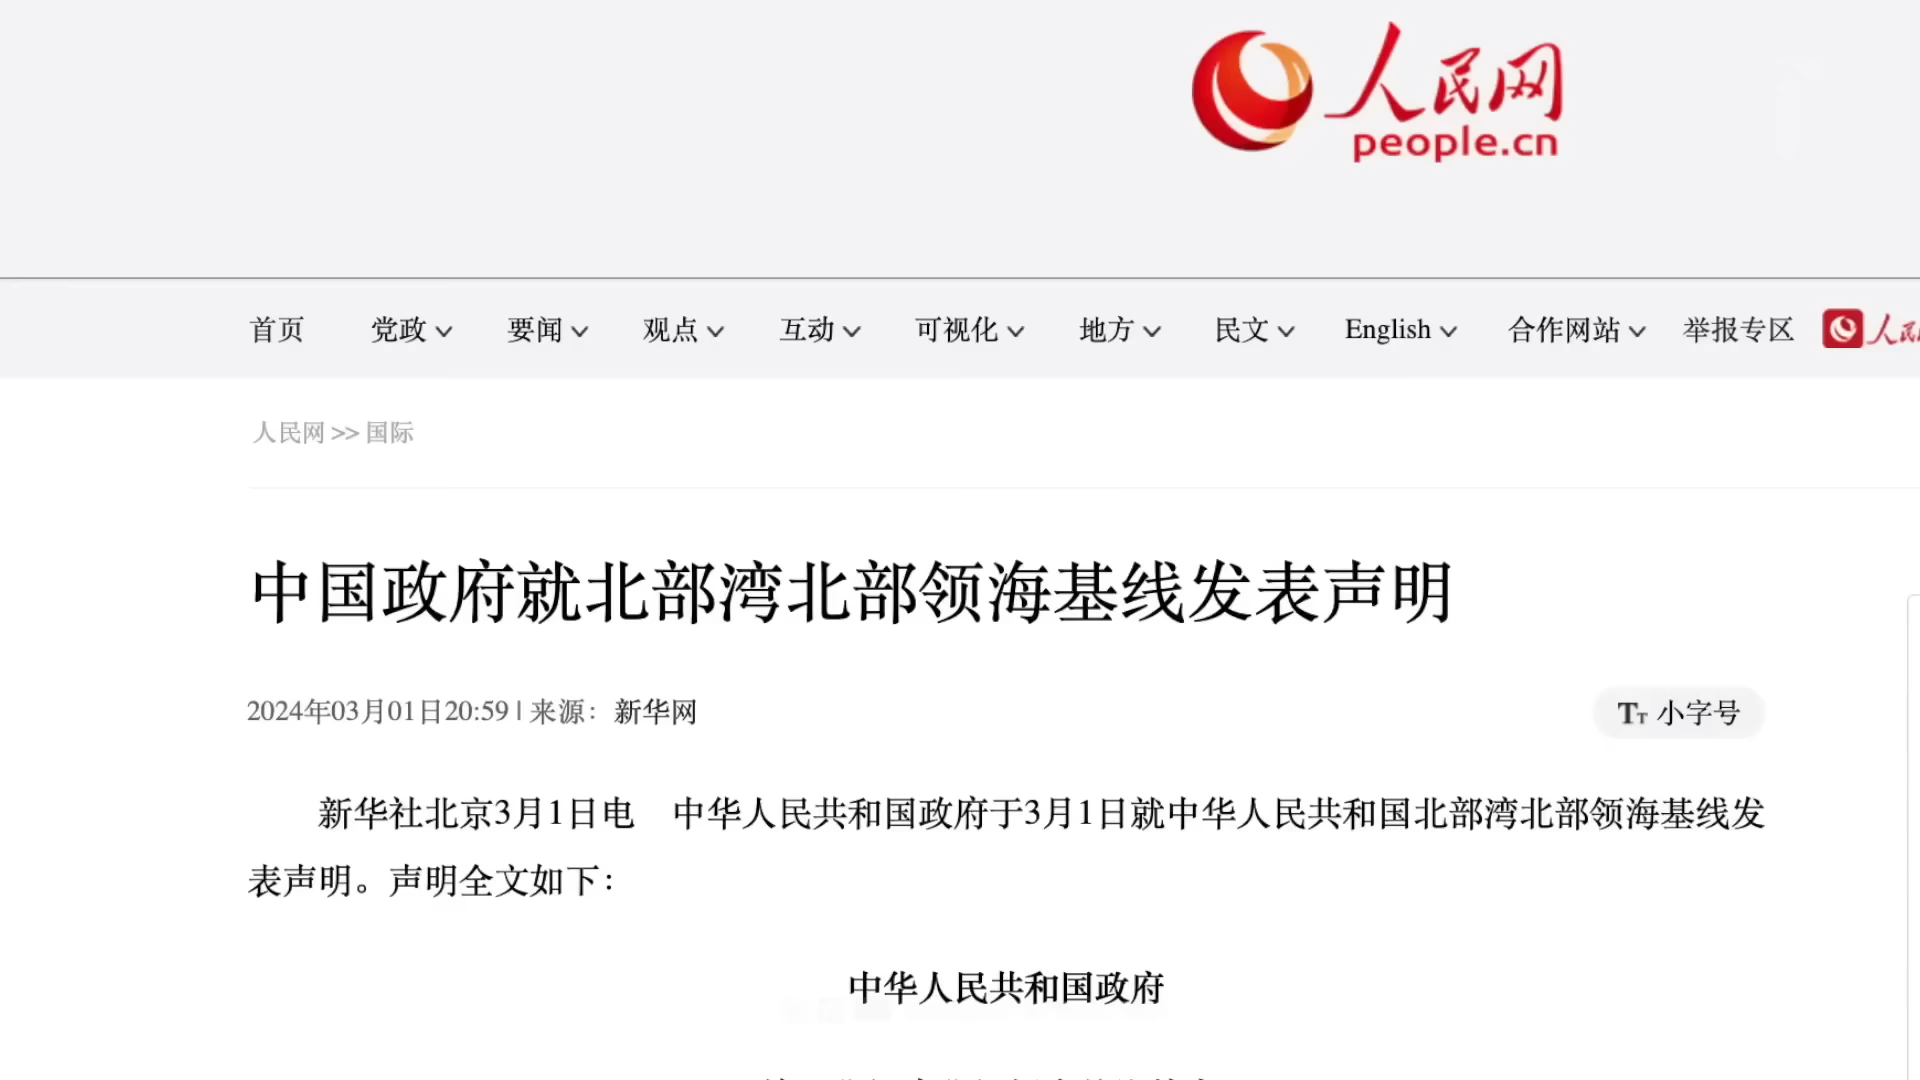 人民网
people.cn
首页 党政 要闻 观点 互动 可视化 地方 民文 English 合作网站 举报专区 人民
人民网 >> 国际
中国政府就北部湾北部领海基线发表声明
2024年03月01日20:59 | 来源：新华网
小字号
新华社北京3月1日电 中华人民共和国政府于3月1日就中华人民共和国北部湾北部领海基线发
表声明。声明全文如下：
中华人民共和国政府